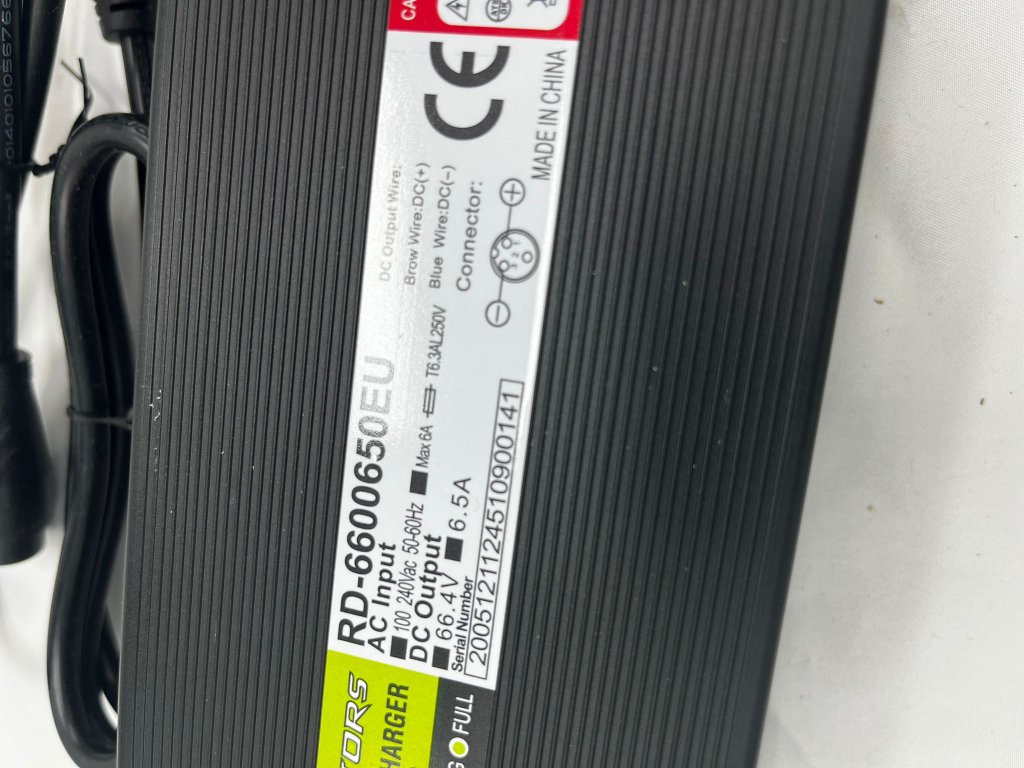 RD-6600650EU
AC Input
100 240Vac 50-60Hz Max 6A T6.3AL250V
DC Output
66.4V 6.5A
Serial Number
20051211245109001 41
DC Output Wire:
Brow Wire:DC(+)
Blue Wire:DC(-)
Connector:
CE
MADE IN CHINA
CA
TORS
HARGER
G FULL